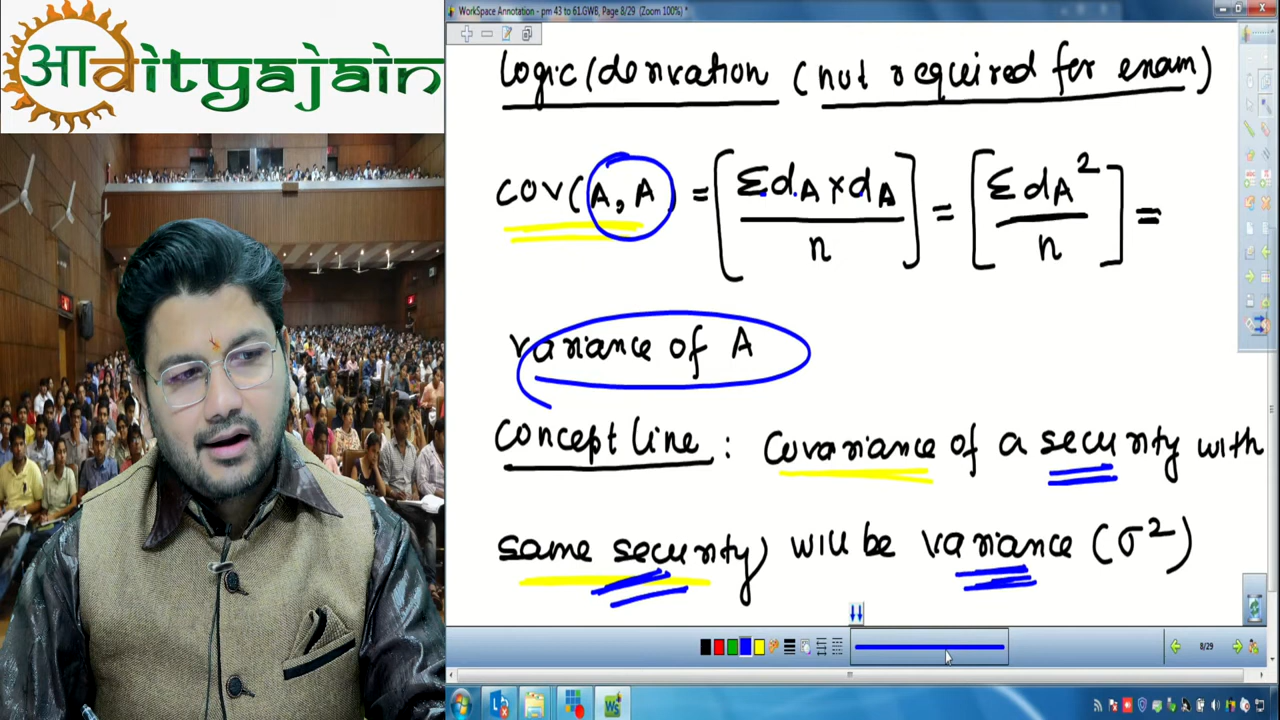 WorkSpace Annotation - pm 43 to 61.GWB, Page 8/29 (Zoom 100%) *
आdityajain
Logic/derivation (not required for exam)
COV(A, A) = [Σd_A × d_A / n] = [Σd_A² / n] =
variance of A
Concept line : Covariance of a security with
same security will be variance (σ²)
8/29